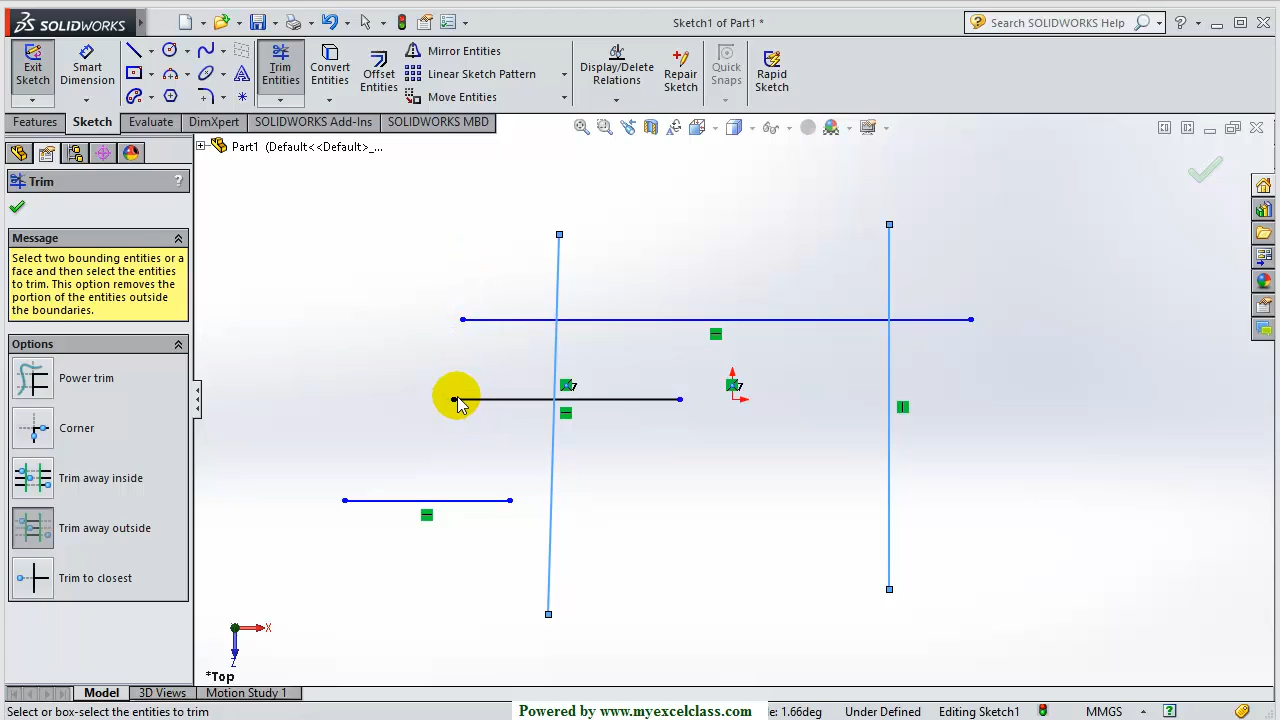 SOLIDWORKS
Sketch1 of Part1 *
Search SOLIDWORKS Help
Exit Sketch
Smart Dimension
Trim Entities
Convert Entities
Offset Entities
Mirror Entities
Linear Sketch Pattern
Move Entities
Display/Delete Relations
Repair Sketch
Quick Snaps
Rapid Sketch
Features
Sketch
Evaluate
DimXpert
SOLIDWORKS Add-Ins
SOLIDWORKS MBD
Part1 (Default<<Default>_...
Trim
?
Message
Select two bounding entities or a
face and then select the entities
to trim. This option removes the
portion of the entities outside
the boundaries.
Options
Power trim
Corner
Trim away inside
Trim away outside
Trim to closest
7
7
X
Z
*Top
Model
3D Views
Motion Study 1
Select or box-select the entities to trim
Powered by www.myexcelclass.com
e: 1.66deg
Under Defined
Editing Sketch1
MMGS